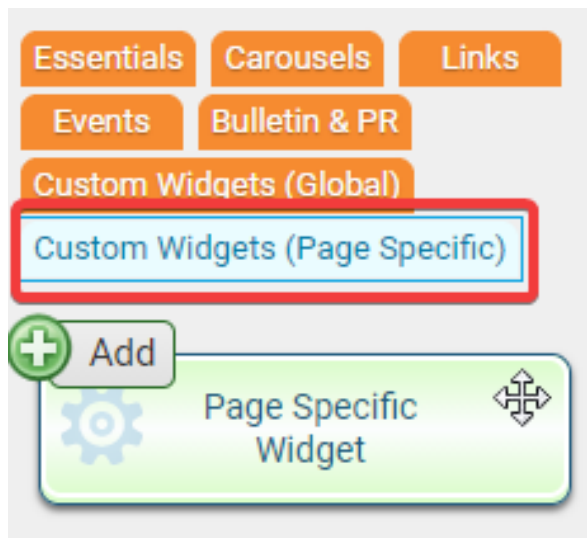 Essentials Carousels Links
Events Bulletin & PR
Custom Widgets (Global)
Custom Widgets (Page Specific)
Add
Page Specific
Widget